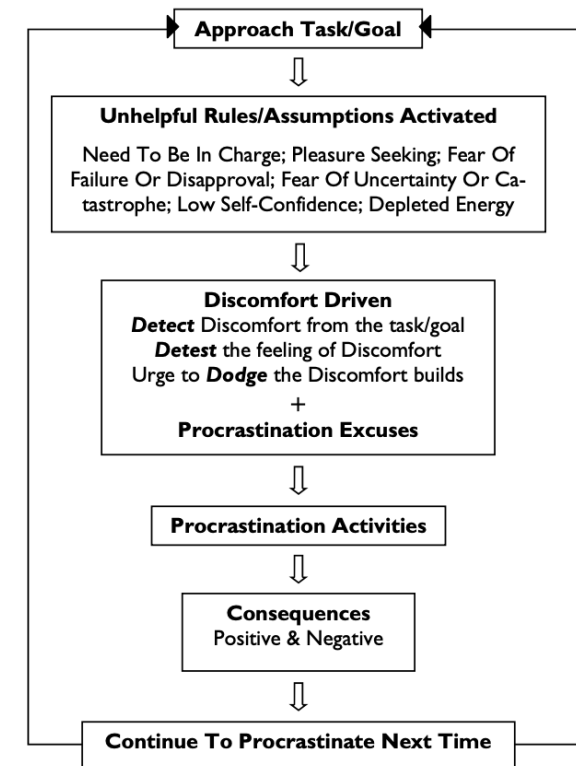 Approach Task/Goal
Unhelpful Rules/Assumptions Activated
Need To Be In Charge; Pleasure Seeking; Fear Of
Failure Or Disapproval; Fear Of Uncertainty Or Ca-
tastrophe; Low Self-Confidence; Depleted Energy
Discomfort Driven
Detect Discomfort from the task/goal
Detest the feeling of Discomfort
Urge to Dodge the Discomfort builds
+
Procrastination Excuses
Procrastination Activities
Consequences
Positive & Negative
Continue To Procrastinate Next Time